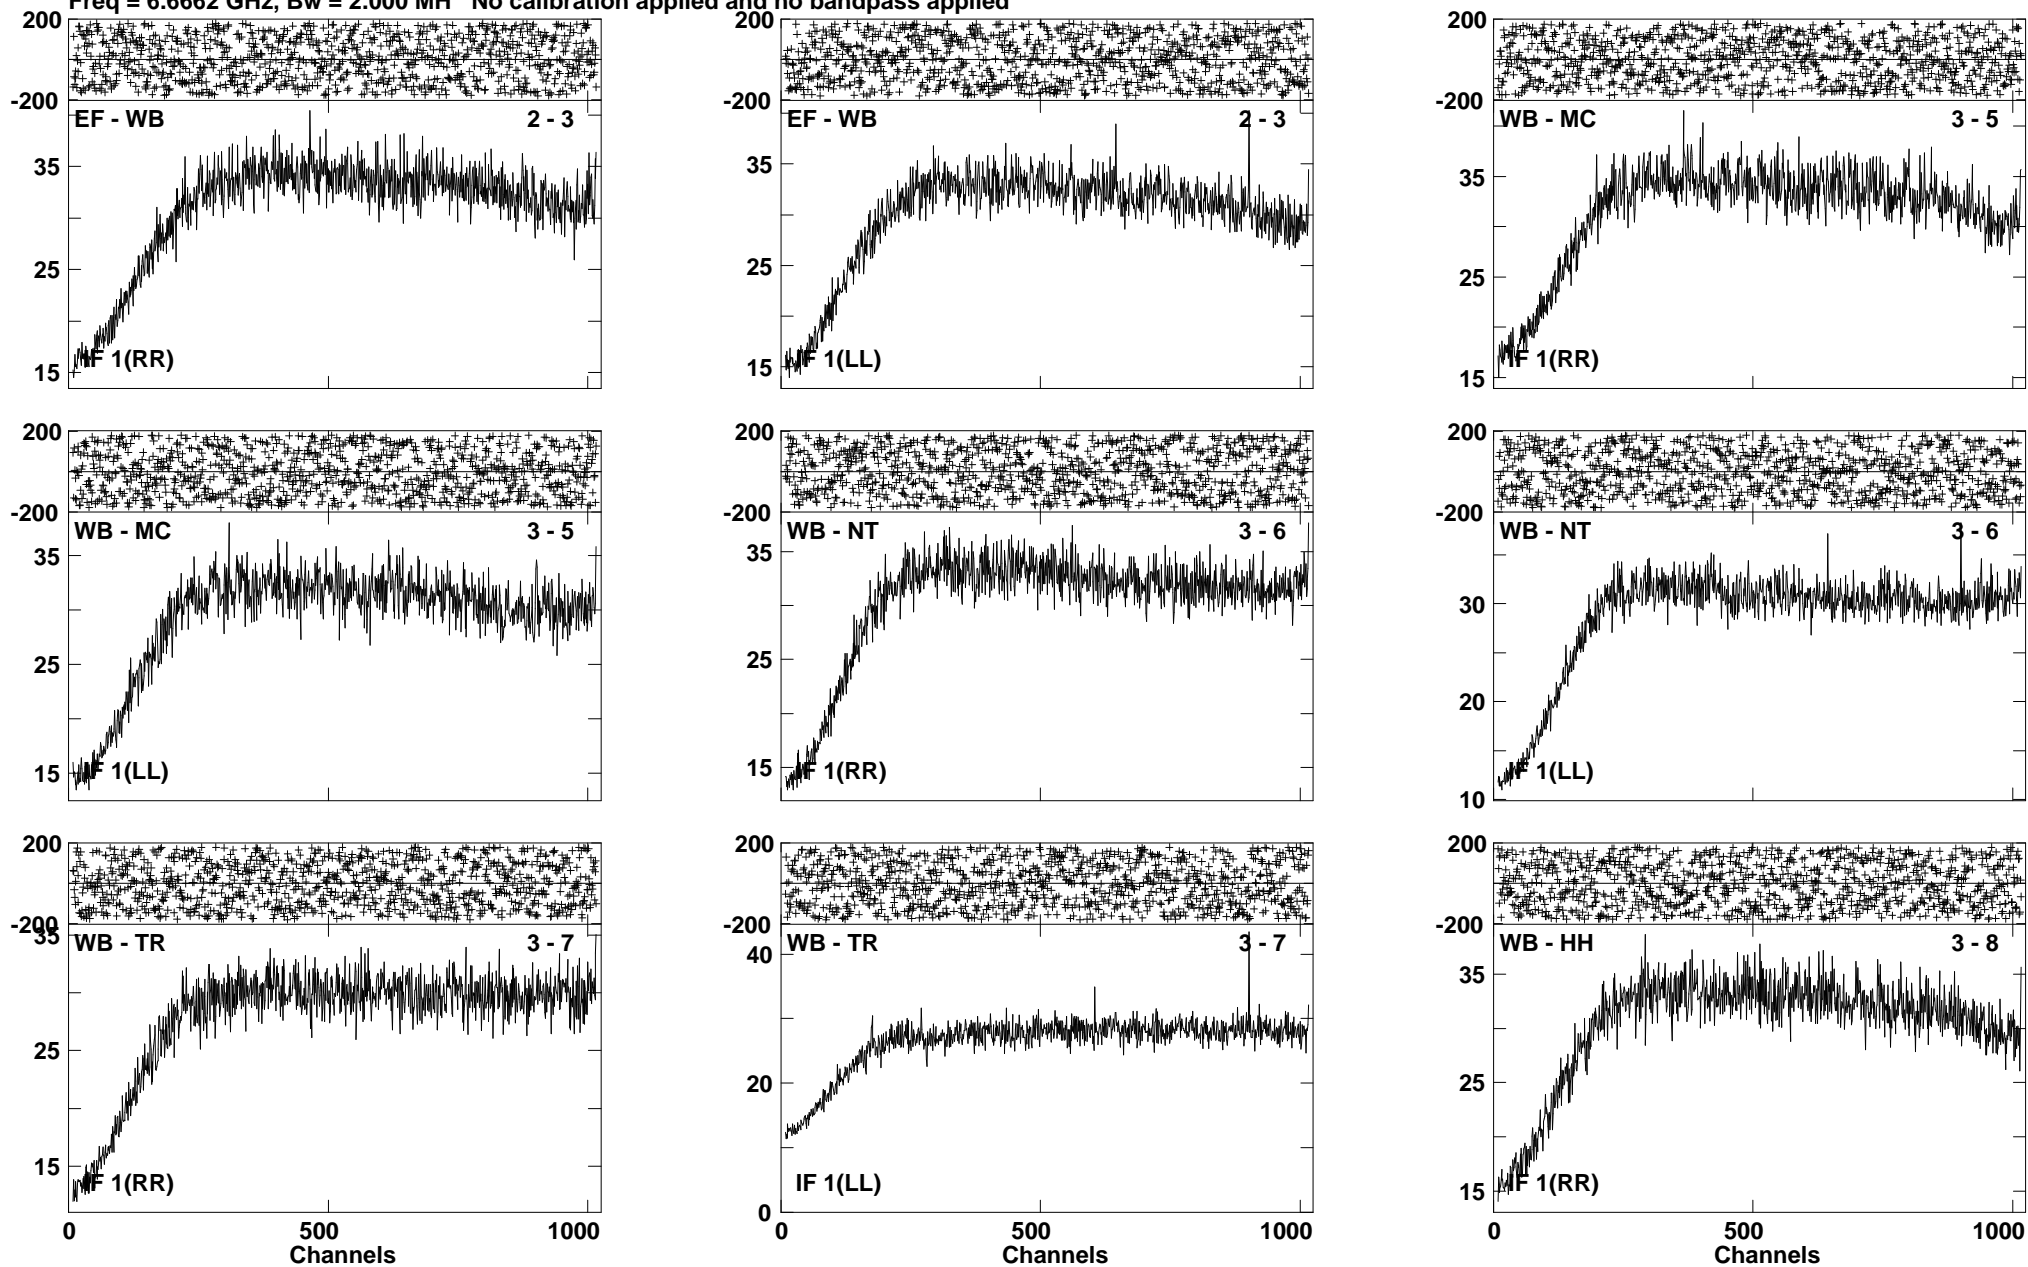 Freq = 6.6662 GHz, Bw = 2.000 MH   No calibration applied and no bandpass applied
200 200 200
-200 -200 -200
EF - WB 2 - 3 EF - WB 2 - 3 WB - MC 3 - 5
35 35 35
25 25 25
15 15 15
IF 1(RR) IF 1(LL) IF 1(RR)
200 200 200
-200 -200 -200
WB - MC 3 - 5 WB - NT 3 - 6 WB - NT 3 - 6
35 35 30
25 25 20
15 15 10
IF 1(LL) IF 1(RR) IF 1(LL)
200 200 200
-200 -200 -200
WB - TR 3 - 7 WB - TR 3 - 7 WB - HH 3 - 8
35 40 35
25 20 25
15 0 15
IF 1(RR) IF 1(LL) IF 1(RR)
0 500 1000 0 500 1000 0 500 1000
Channels Channels Channels